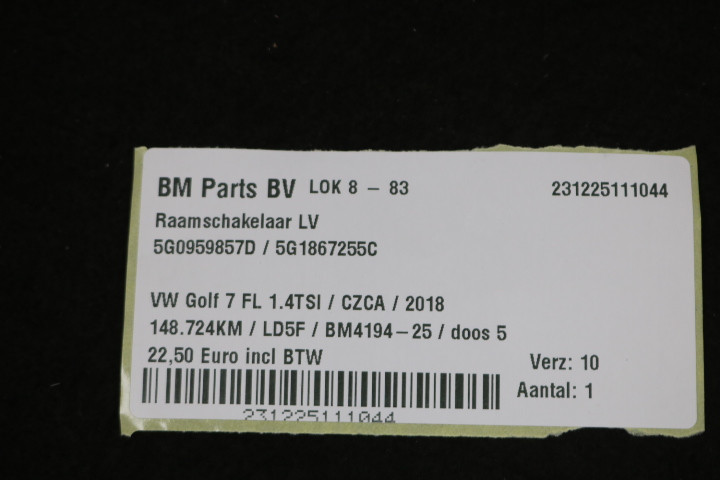 BM Parts BV LOK 8 – 83 231225111044
Raamschakelaar LV
5G0959857D / 5G1867255C
VW Golf 7 FL 1.4TSI / CZCA / 2018
148.724KM / LD5F / BM4194-25 / doos 5
22,50 Euro incl BTW
Verz: 10
Aantal: 1
231225111044